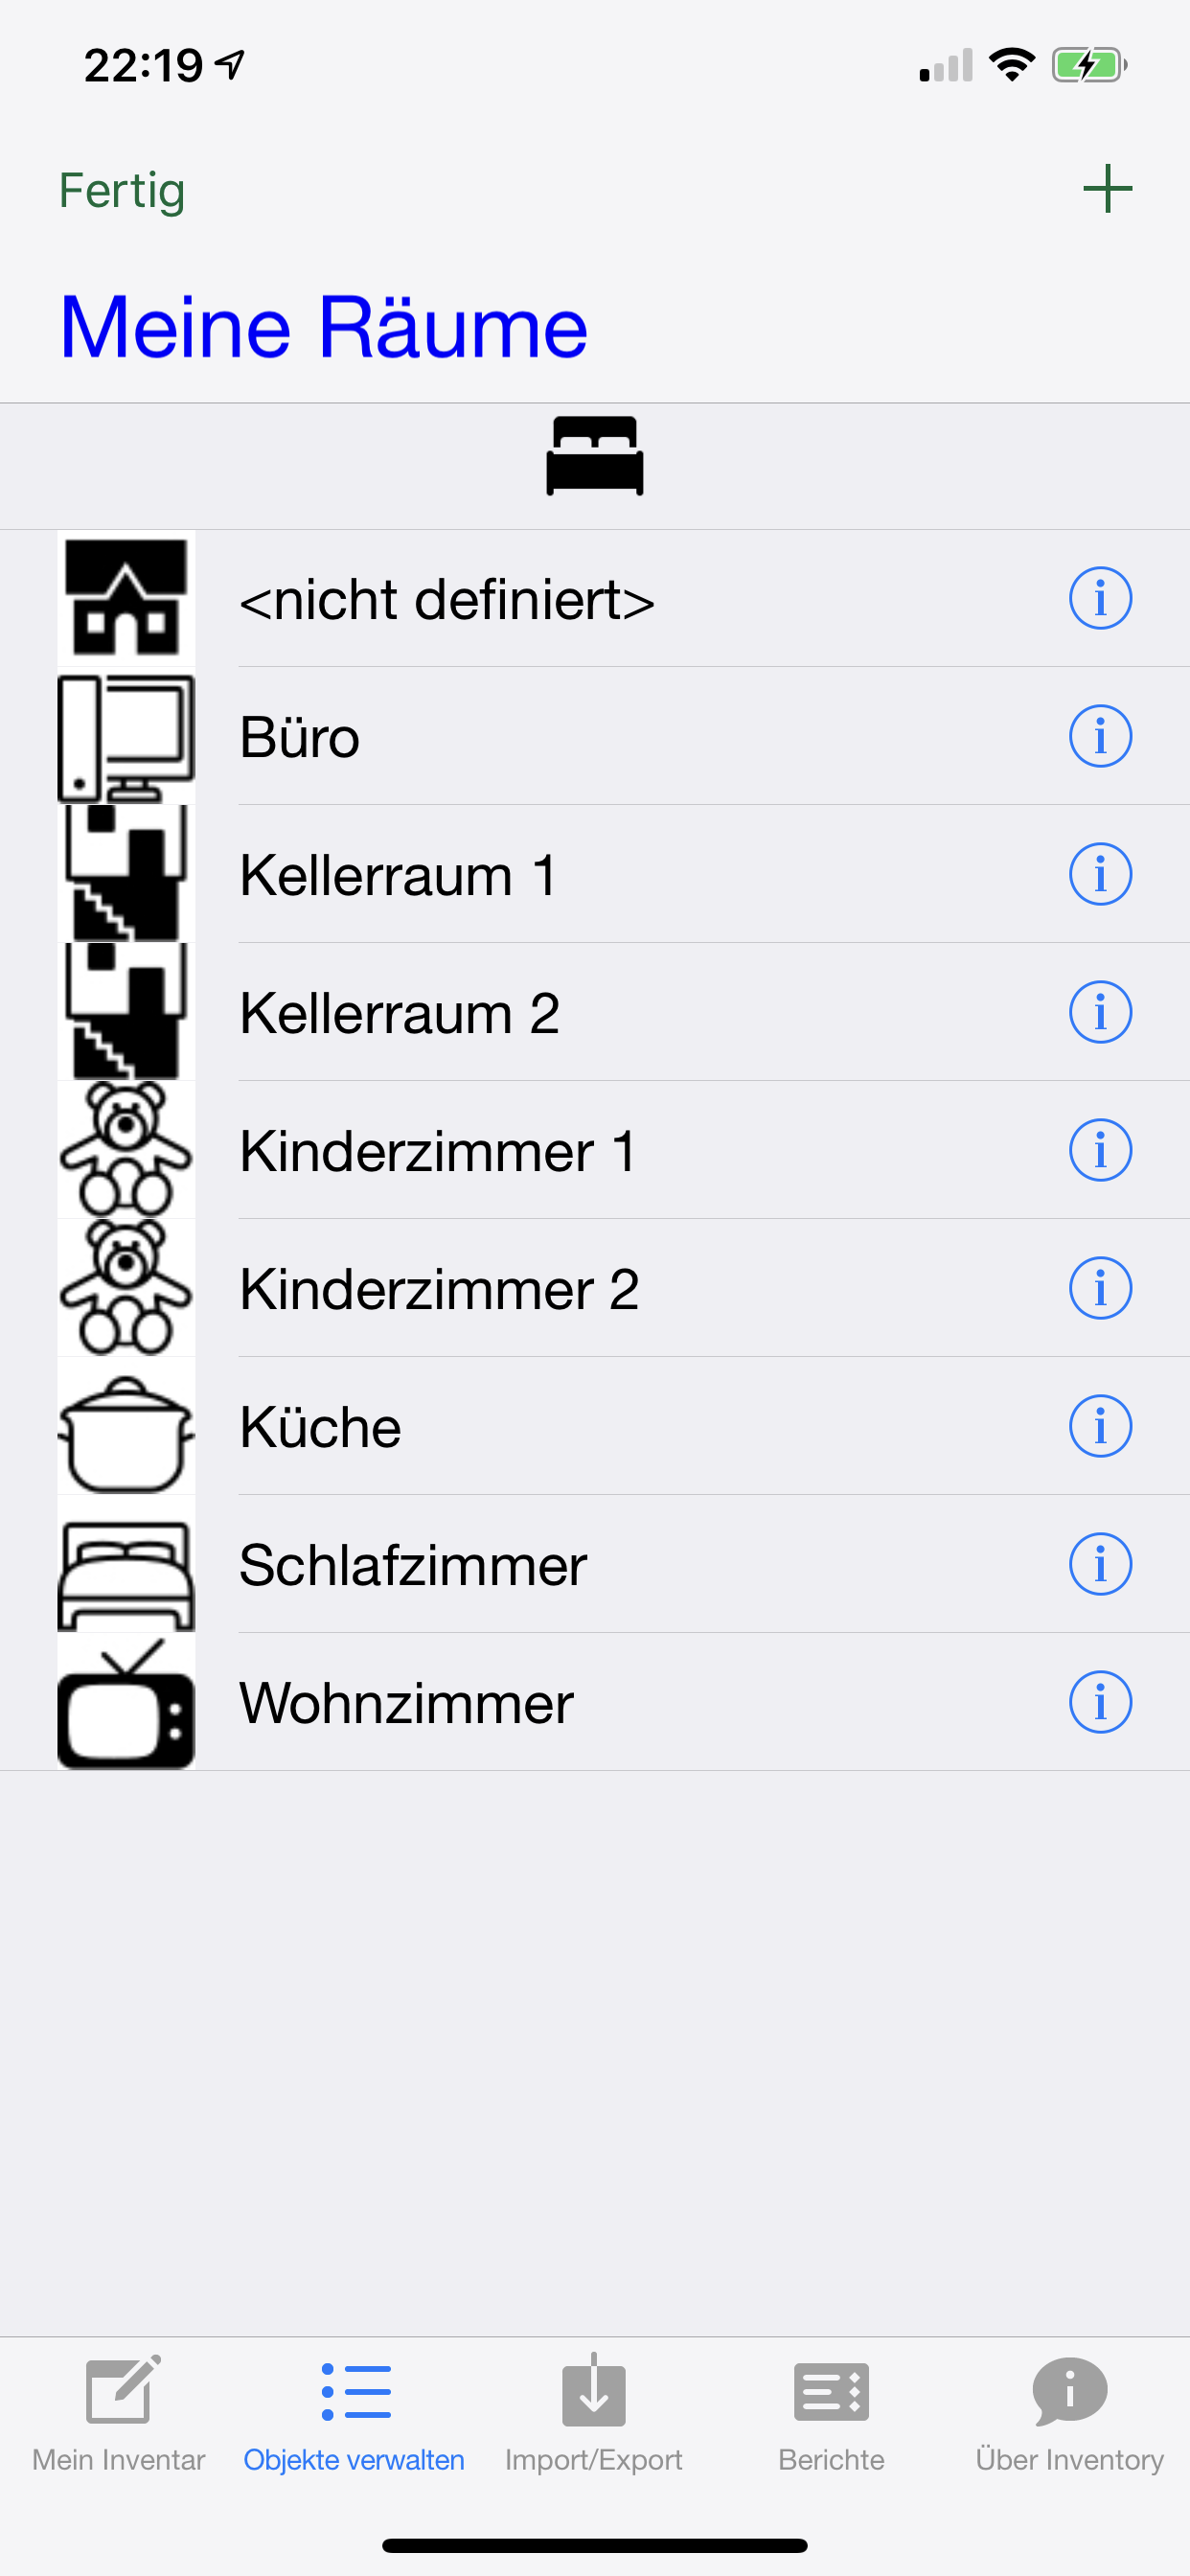 22:19
Fertig
Meine Räume
<nicht definiert>
Büro
Kellerraum 1
Kellerraum 2
Kinderzimmer 1
Kinderzimmer 2
Küche
Schlafzimmer
Wohnzimmer
Mein Inventar
Objekte verwalten
Import/Export
Berichte
Über Inventory